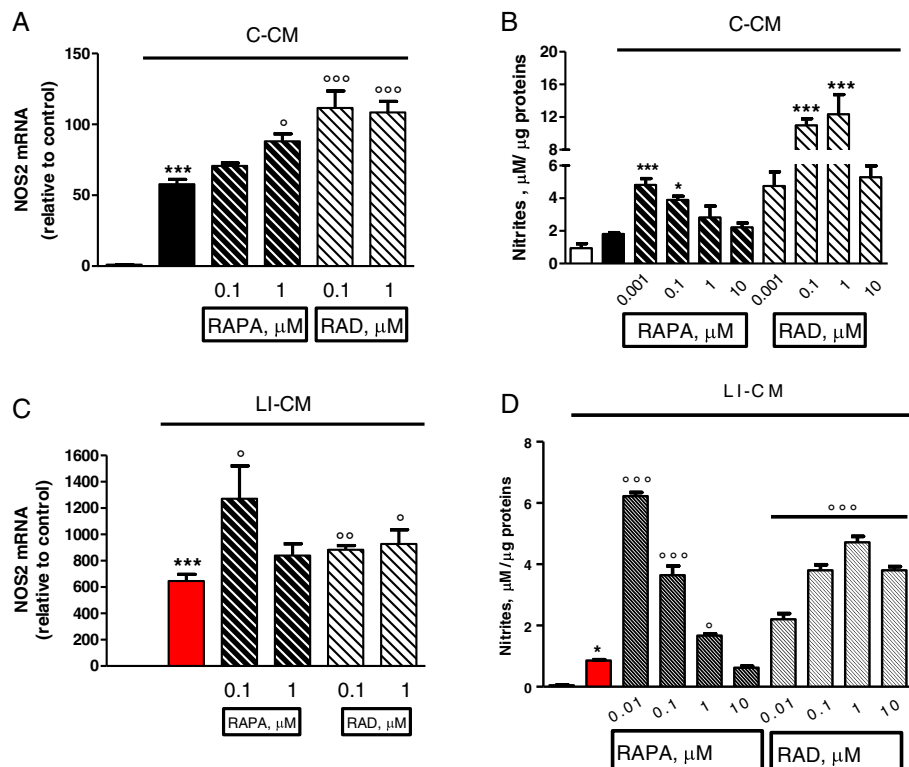 A
C-CM
NOS2 mRNA
(relative to control)
150
100
50
0
***
°
°°°
°°°
0.1 1 0.1 1
RAPA, μM RAD, μM
B
C-CM
Nitrites, μM/ μg proteins
20
16
12
8
6
4
2
0
***
*
***
***
0.001 0.1 1 10 0.001 0.1 1 10
RAPA, μM RAD, μM
C
LI-CM
NOS2 mRNA
(relative to control)
1600
1400
1200
1000
800
600
400
200
0
***
°
°°
°
0.1 1 0.1 1
RAPA, μM RAD, μM
D
LI-CM
Nitrites, μM/μg proteins
8
6
4
2
0
*
°°°
°°°
°
°°°
0.01 0.1 1 10 0.01 0.1 1 10
RAPA, μM RAD, μM